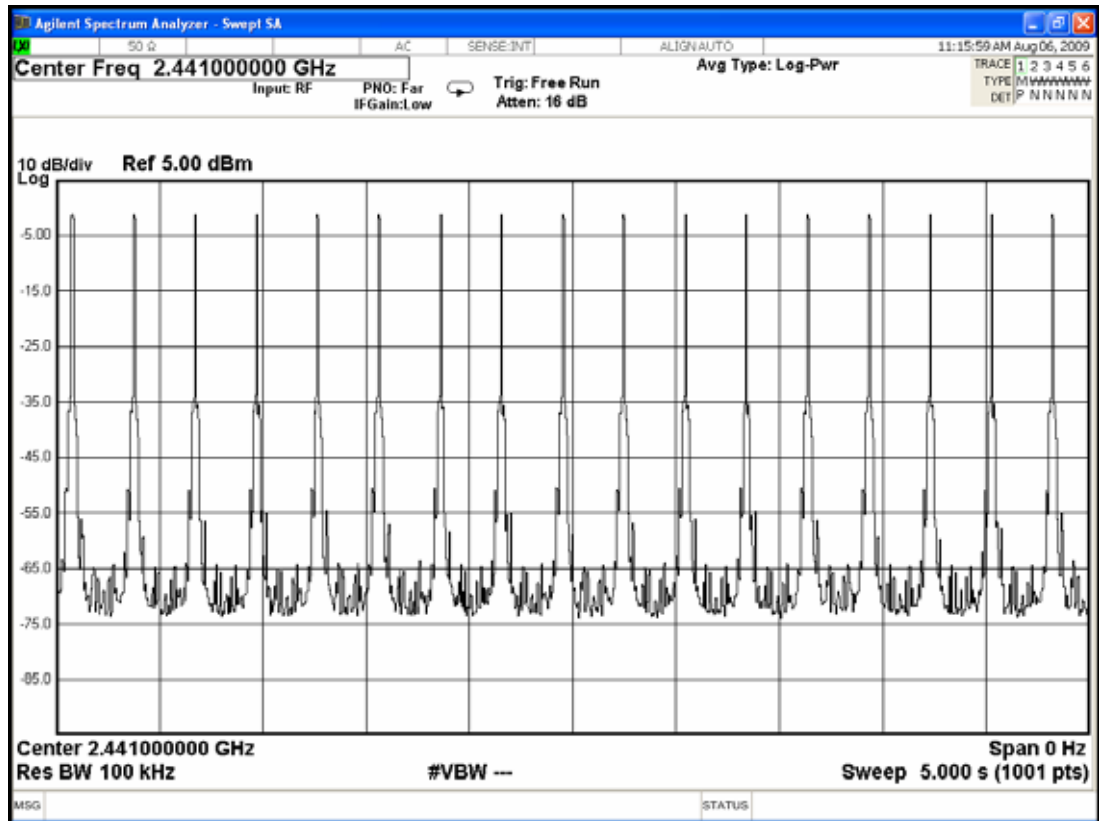 Agilent Spectrum Analyzer - Swept SA
50 Ω AC SENSE:INT ALIGNAUTO 11:15:59 AM Aug 06, 2009
Center Freq 2.441000000 GHz Avg Type: Log-Pwr TRACE 1 2 3 4 5 6
Input: RF PNO: Far Trig: Free Run TYPE M
IFGain:Low Atten: 16 dB DET P N N N N N
10 dB/div Ref 5.00 dBm
Log
-5.00
-15.0
-25.0
-35.0
-45.0
-55.0
-65.0
-75.0
-85.0
Center 2.441000000 GHz Span 0 Hz
Res BW 100 kHz #VBW --- Sweep 5.000 s (1001 pts)
MSG STATUS